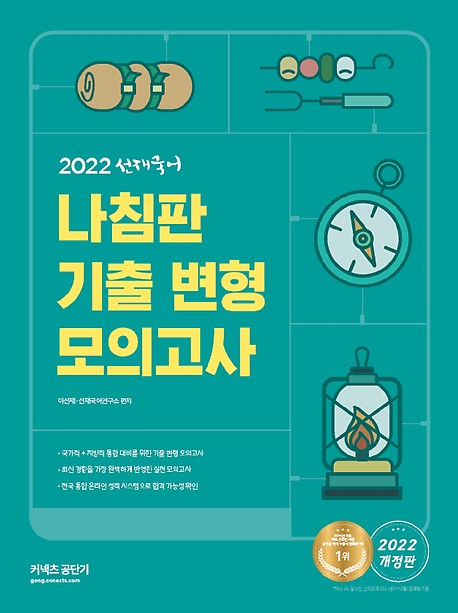 2022 선재국어
나침판
기출 변형
모의고사
이선재·선재국어연구소 편저
• 국가직 + 지방직 통합 대비를 위한 기출 변형 모의고사
• 최신 경향을 가장 완벽하게 반영한 실전 모의고사
• 전국 통합 온라인 성적 시스템으로 합격 가능성 확인
1위
2022
개정판
커넥츠 공단기
gong.conects.com